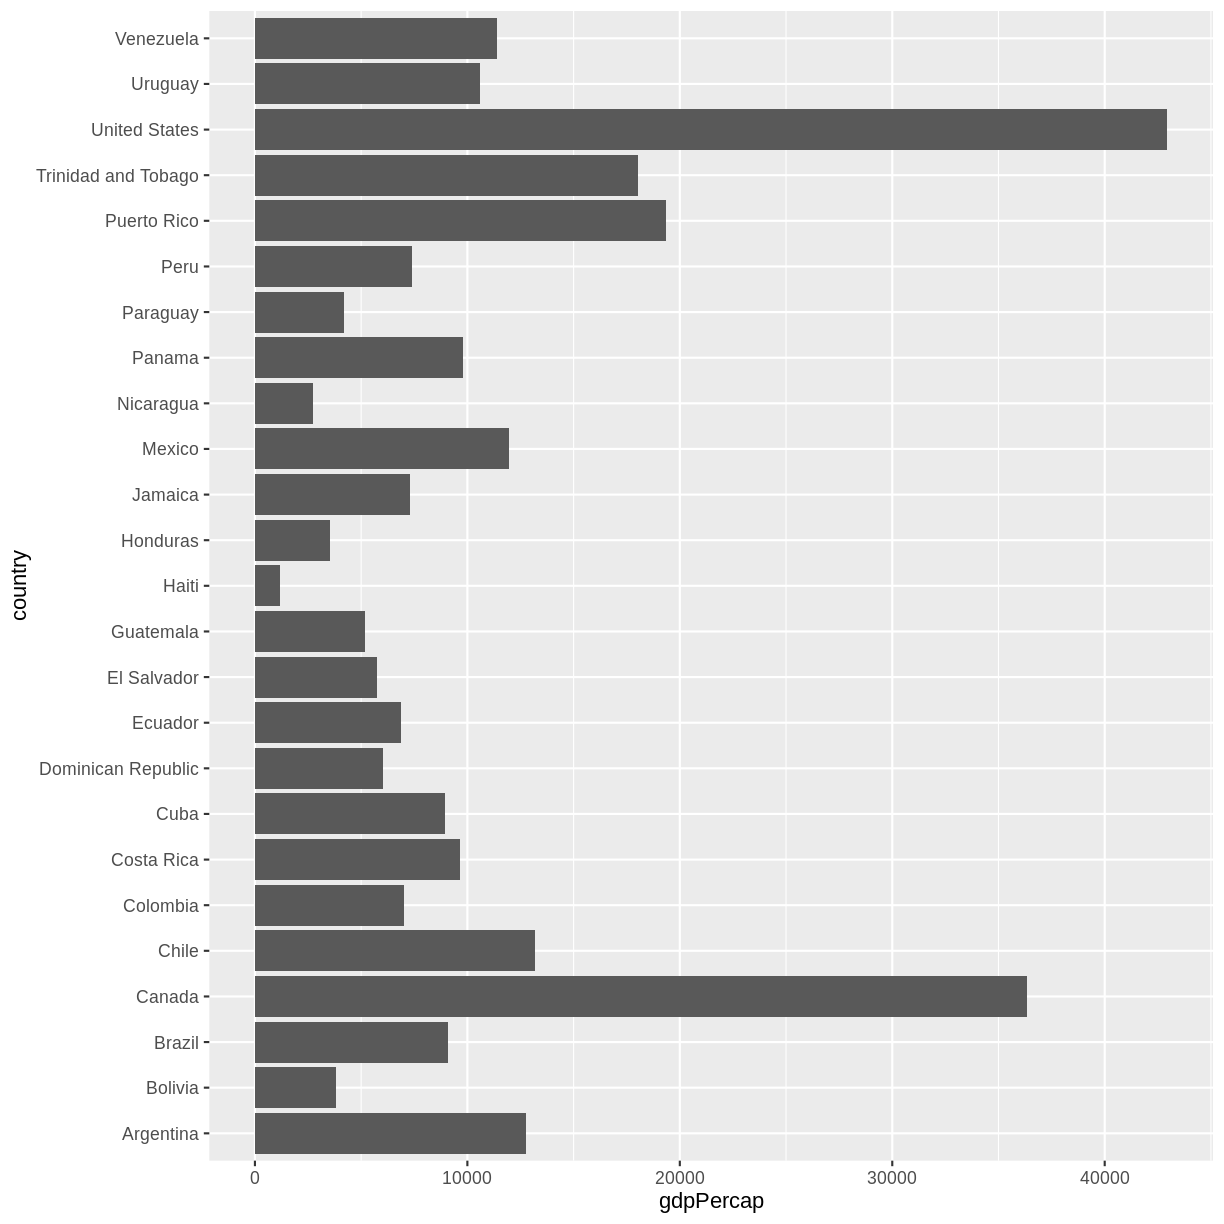 Venezuela
Uruguay
United States
Trinidad and Tobago
Puerto Rico
Peru
Paraguay
Panama
Nicaragua
Mexico
Jamaica
Honduras
Haiti
Guatemala
El Salvador
Ecuador
Dominican Republic
Cuba
Costa Rica
Colombia
Chile
Canada
Brazil
Bolivia
Argentina
country
0 10000 20000 30000 40000
gdpPercap